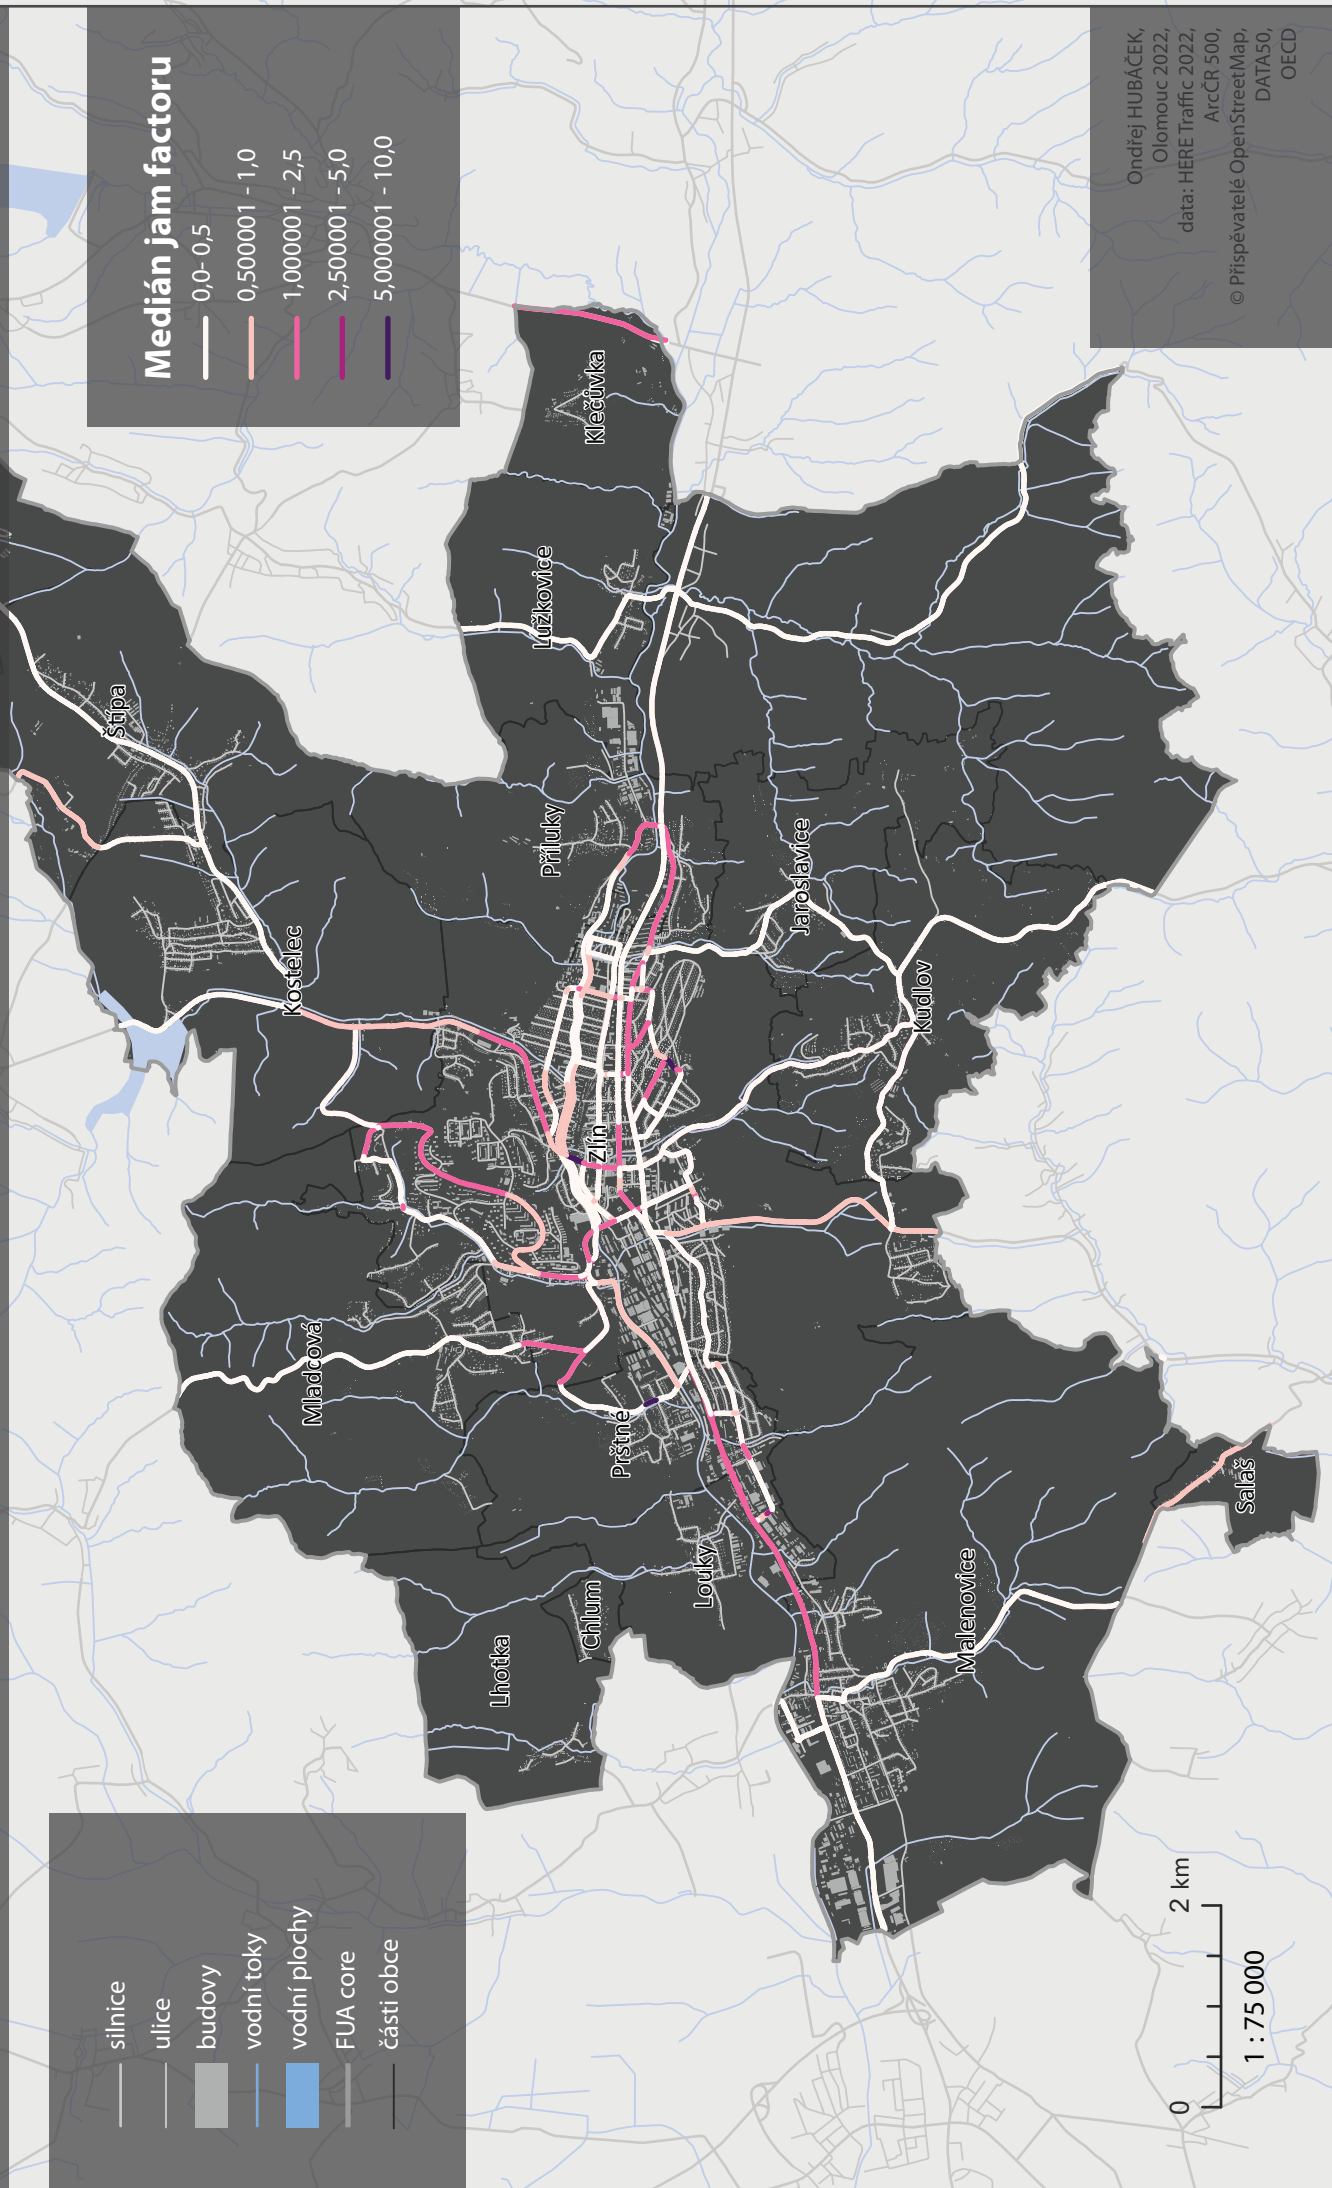 Medián jam factoru
0,0- 0,5
0,500001 - 1,0
1,000001 - 2,5
2,500001 - 5,0
5,000001 - 10,0
Ondřej HUBÁČEK,
Olomouc 2022,
data: HERE Traffic 2022,
ArcČR 500,
© Přispěvatelé OpenStreetMap,
DATA50,
OECD
Štípa
Kostelec
Mladcová
Lhotka
Chlum
Prštné
Louky
Zlín
Příluky
Lužkovice
Klečůvka
Jaroslavice
Kudlov
Malenovice
Salaš
silnice
ulice
budovy
vodní toky
vodní plochy
FUA core
části obce
0
2 km
1 : 75 000